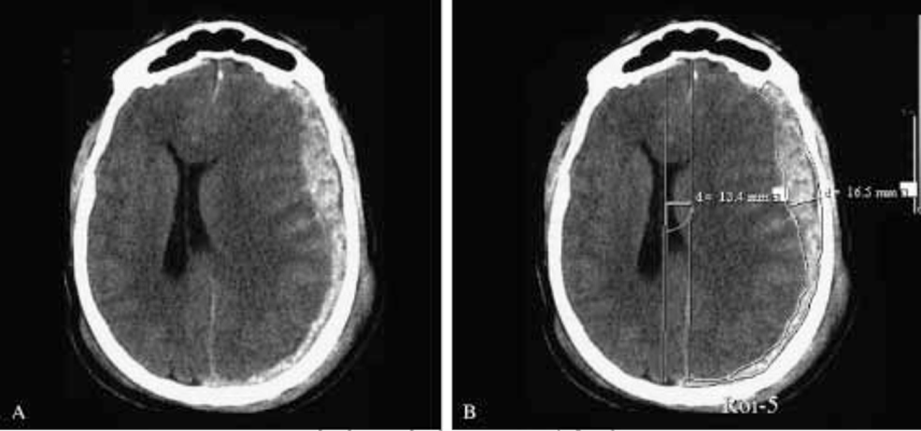 d = 13.4 mm
d = 16.5 mm
A
B
Roi-5